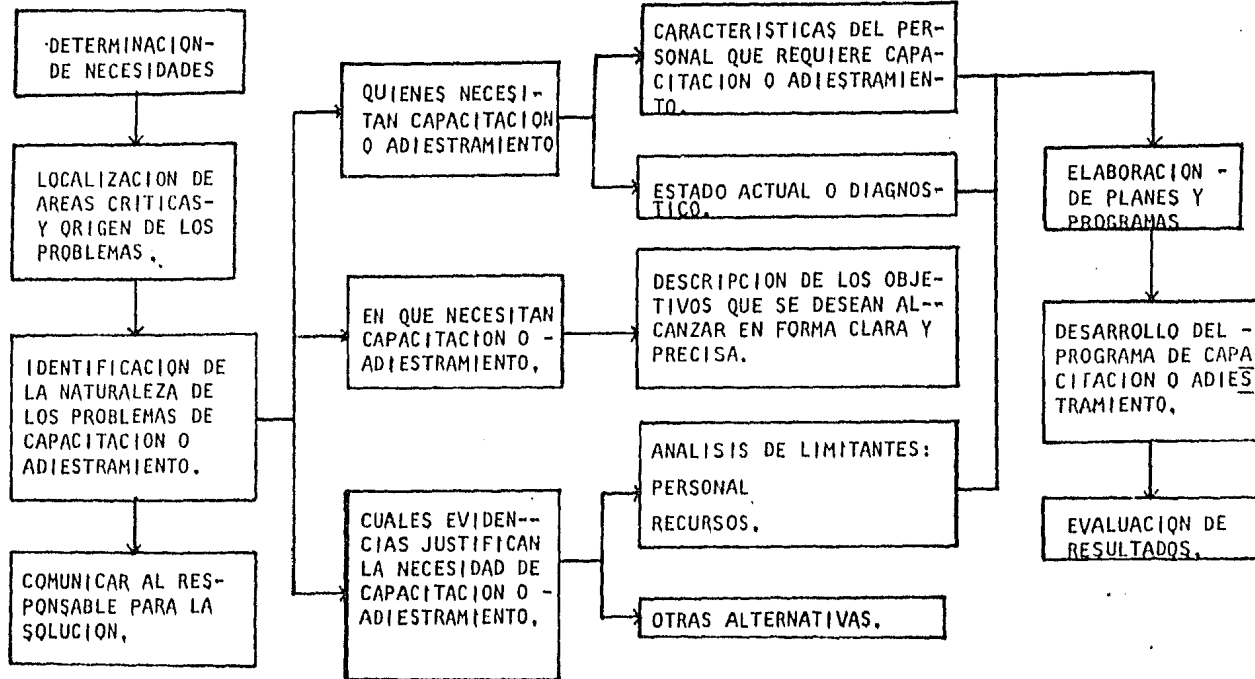 DETERMINACION-
DE NECESIDADES
LOCALIZACION DE
AREAS CRITICAS-
Y ORIGEN DE LOS
PROBLEMAS.
IDENTIFICACION DE
LA NATURALEZA DE
LOS PROBLEMAS DE
CAPACITACION O
ADIESTRAMIENTO.
COMUNICAR AL RES-
PONSABLE PARA LA
SOLUCION.
QUIENES NECESI-
TAN CAPACITACION
O ADIESTRAMIENTO
EN QUE NECESITAN
CAPACITACION O -
ADIESTRAMIENTO.
CUALES EVIDEN--
CIAS JUSTIFICAN
LA NECESIDAD DE
CAPACITACION O -
ADIESTRAMIENTO.
CARACTERISTICAS DEL PER-
SONAL QUE REQUIERE CAPA-
CITACION O ADIESTRAMIEN-
TO.
ESTADO ACTUAL O DIAGNOS-
TICO.
DESCRIPCION DE LOS OBJE-
TIVOS QUE SE DESEAN AL--
CANZAR EN FORMA CLARA Y
PRECISA.
ANALISIS DE LIMITANTES:
PERSONAL
RECURSOS.
OTRAS ALTERNATIVAS.
ELABORACION -
DE PLANES Y
PROGRAMAS
DESARROLLO DEL -
PROGRAMA DE CAPA
CITACION O ADIES
TRAMIENTO.
EVALUACION DE
RESULTADOS.